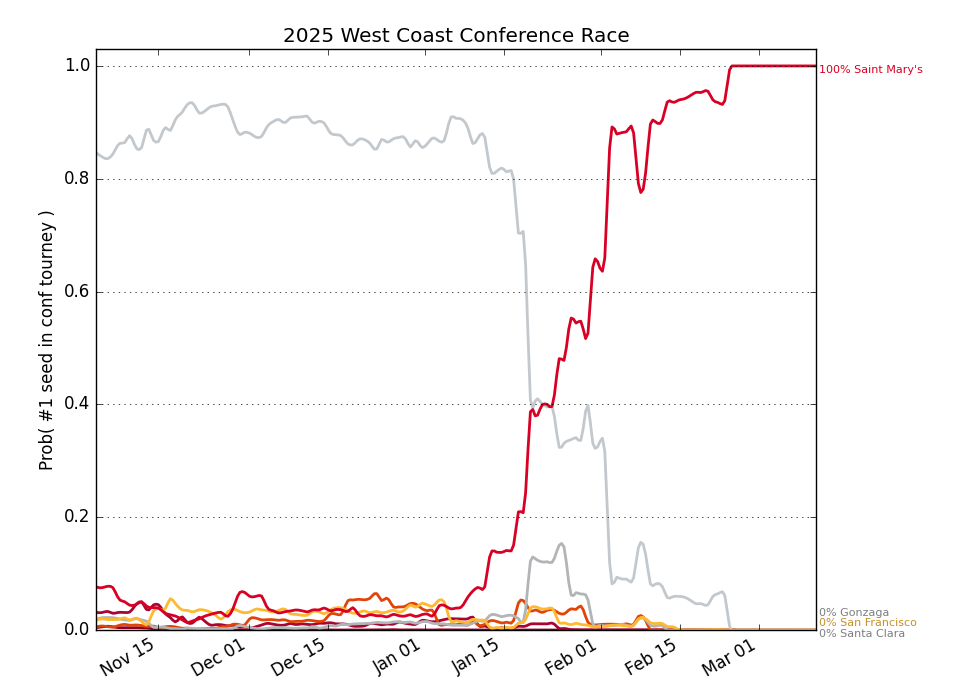 2025 West Coast Conference Race
Prob( #1 seed in conf tourney )
1.0
0.8
0.6
0.4
0.2
0.0
Nov 15
Dec 01
Dec 15
Jan 01
Jan 15
Feb 01
Feb 15
Mar 01
100% Saint Mary's
0% Gonzaga
0% San Francisco
0% Santa Clara